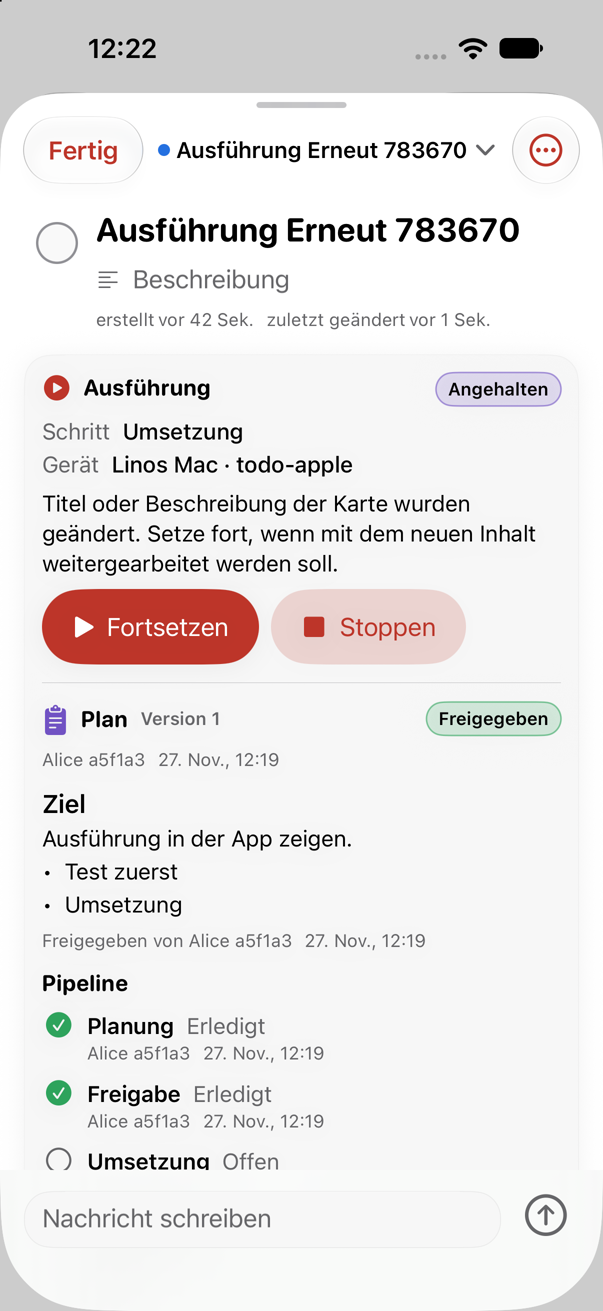 12:22
Fertig
Ausführung Erneut 783670
Ausführung Erneut 783670
Beschreibung
erstellt vor 42 Sek. zuletzt geändert vor 1 Sek.
Ausführung
Angehalten
Schritt Umsetzung
Gerät Linos Mac · todo-apple
Titel oder Beschreibung der Karte wurden
geändert. Setze fort, wenn mit dem neuen Inhalt
weitergearbeitet werden soll.
Fortsetzen
Stoppen
Plan Version 1
Freigegeben
Alice a5f1a3 27. Nov., 12:19
Ziel
Ausführung in der App zeigen.
• Test zuerst
• Umsetzung
Freigegeben von Alice a5f1a3 27. Nov., 12:19
Pipeline
Planung Erledigt
Alice a5f1a3 27. Nov., 12:19
Freigabe Erledigt
Alice a5f1a3 27. Nov., 12:19
Umsetzung Offen
Nachricht schreiben